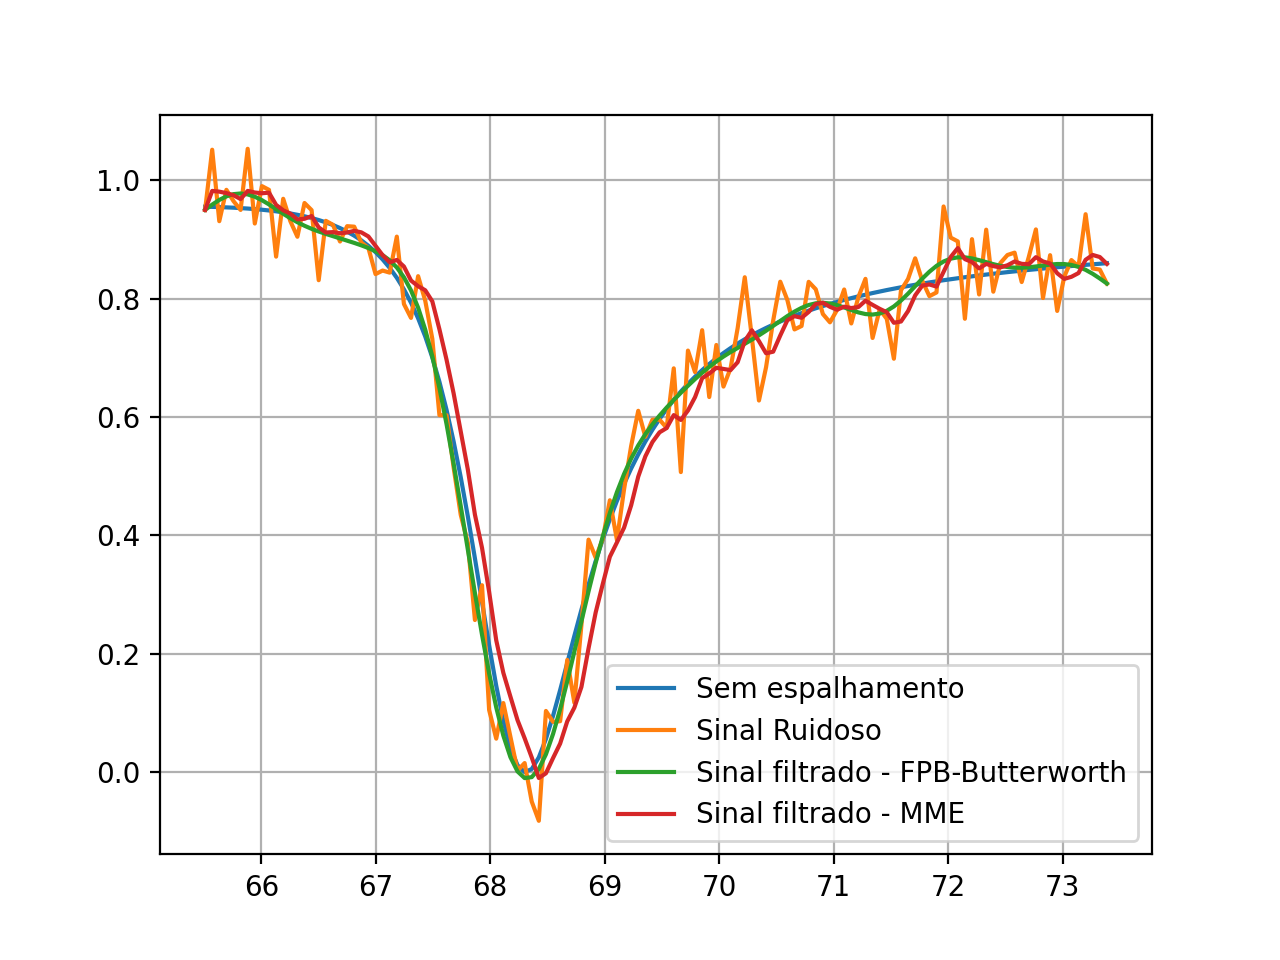 1.0
0.8
0.6
0.4
0.2
0.0
Sem espalhamento
Sinal Ruidoso
Sinal filtrado - FPB-Butterworth
Sinal filtrado - MME
66 67 68 69 70 71 72 73